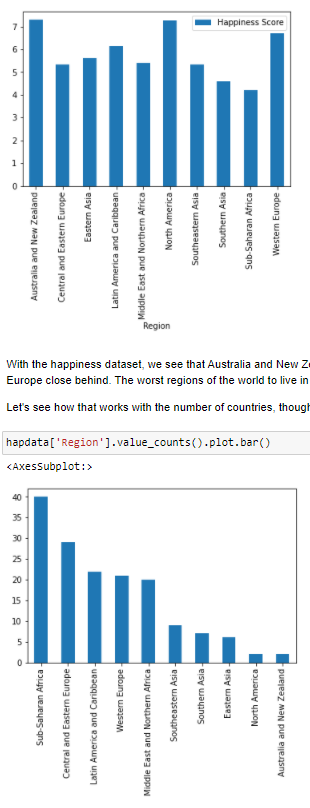 7
6
5
4
3
2
1
0
Happiness Score
Australia and New Zealand
Central and Eastern Europe
Eastern Asia
Latin America and Caribbean
Middle East and Northern Africa
North America
Southeastern Asia
Southern Asia
Sub-Saharan Africa
Western Europe
Region
With the happiness dataset, we see that Australia and New Ze
Europe close behind. The worst regions of the world to live in
Let's see how that works with the number of countries, though
hapdata['Region'].value_counts().plot.bar()
<AxesSubplot:>
40
35
30
25
20
15
10
5
0
Sub-Saharan Africa
Central and Eastern Europe
Latin America and Caribbean
Western Europe
Middle East and Northern Africa
Southeastern Asia
Southern Asia
Eastern Asia
North America
Australia and New Zealand